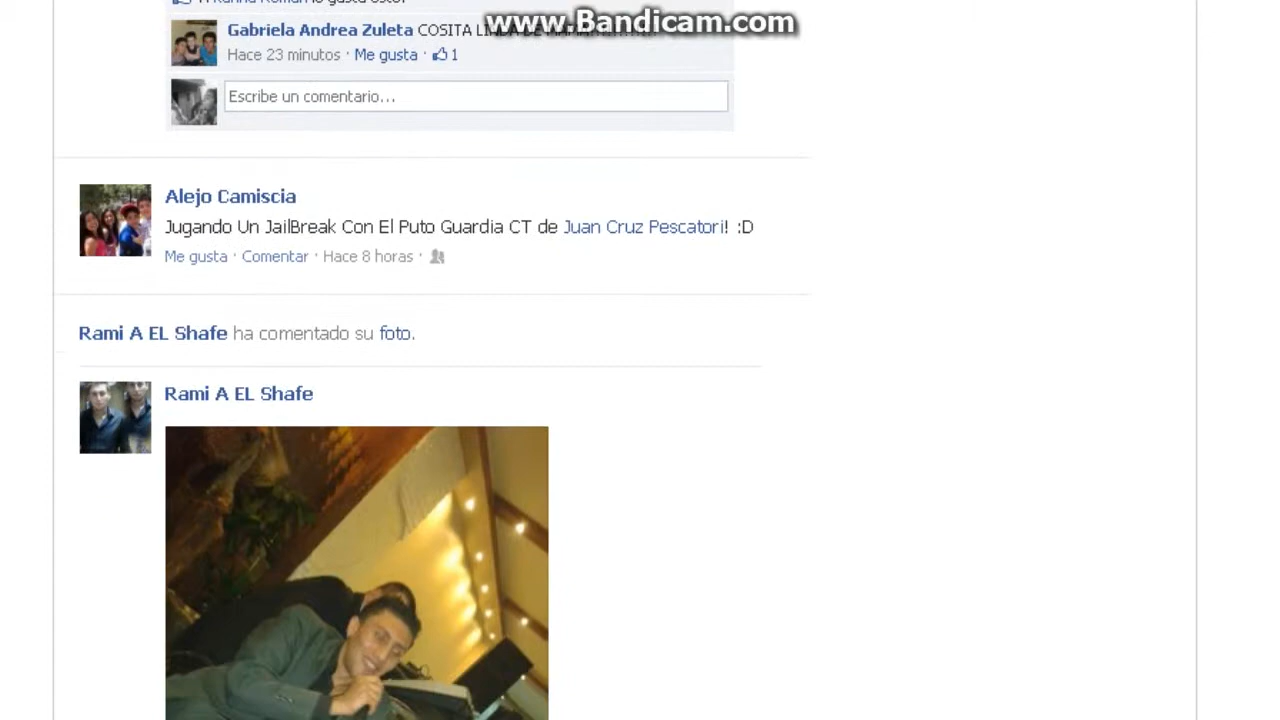 www.Bandicam.com
Gabriela Andrea Zuleta COSITA
Hace 23 minutos · Me gusta · 1
Escribe un comentario...
Alejo Camiscia
Jugando Un JailBreak Con El Puto Guardia CT de Juan Cruz Pescatori! :D
Me gusta · Comentar · Hace 8 horas ·
Rami A EL Shafe ha comentado su foto.
Rami A EL Shafe